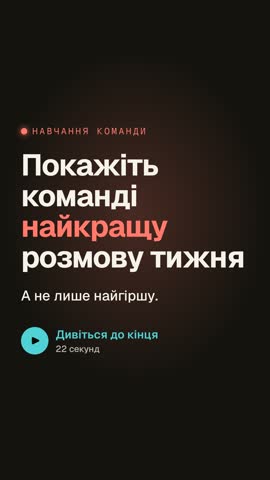 НАВЧАННЯ КОМАНДИ
Покажіть
команді
найкращу
розмову тижня
А не лише найгіршу.
Дивіться до кінця
22 секунд